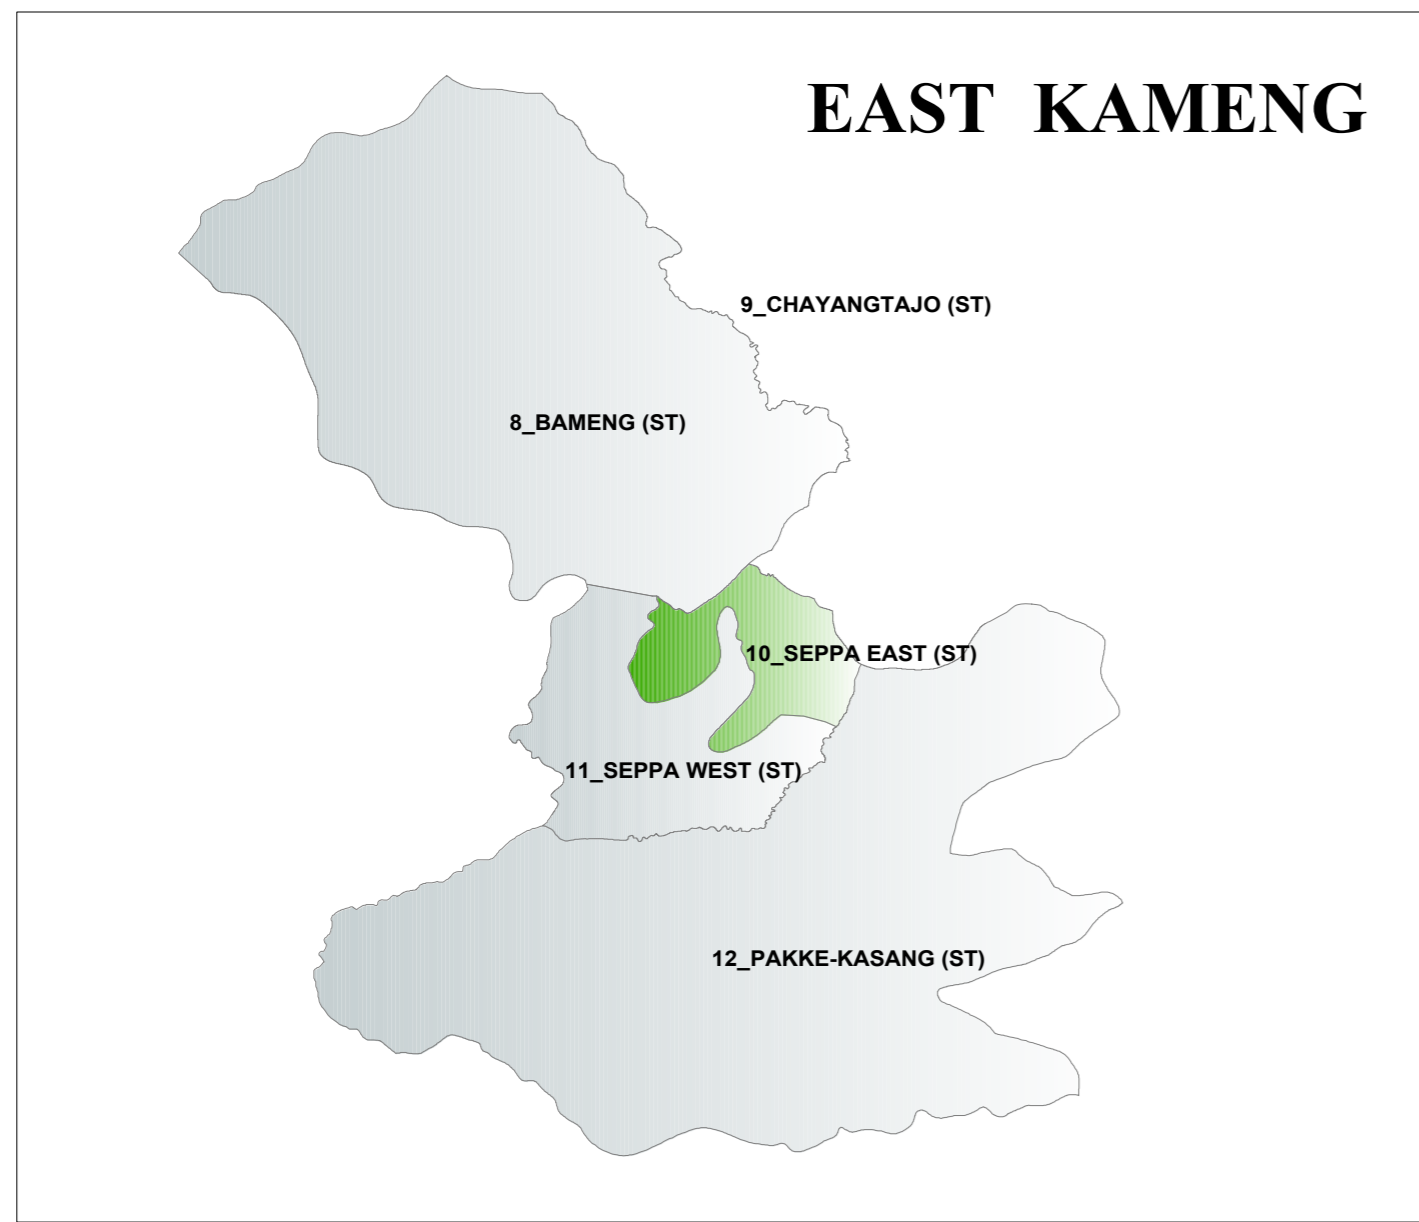 EAST KAMENG
9_CHAYANGTAJO (ST)
8_BAMENG (ST)
10_SEPPA EAST (ST)
11_SEPPA WEST (ST)
12_PAKKE-KASANG (ST)